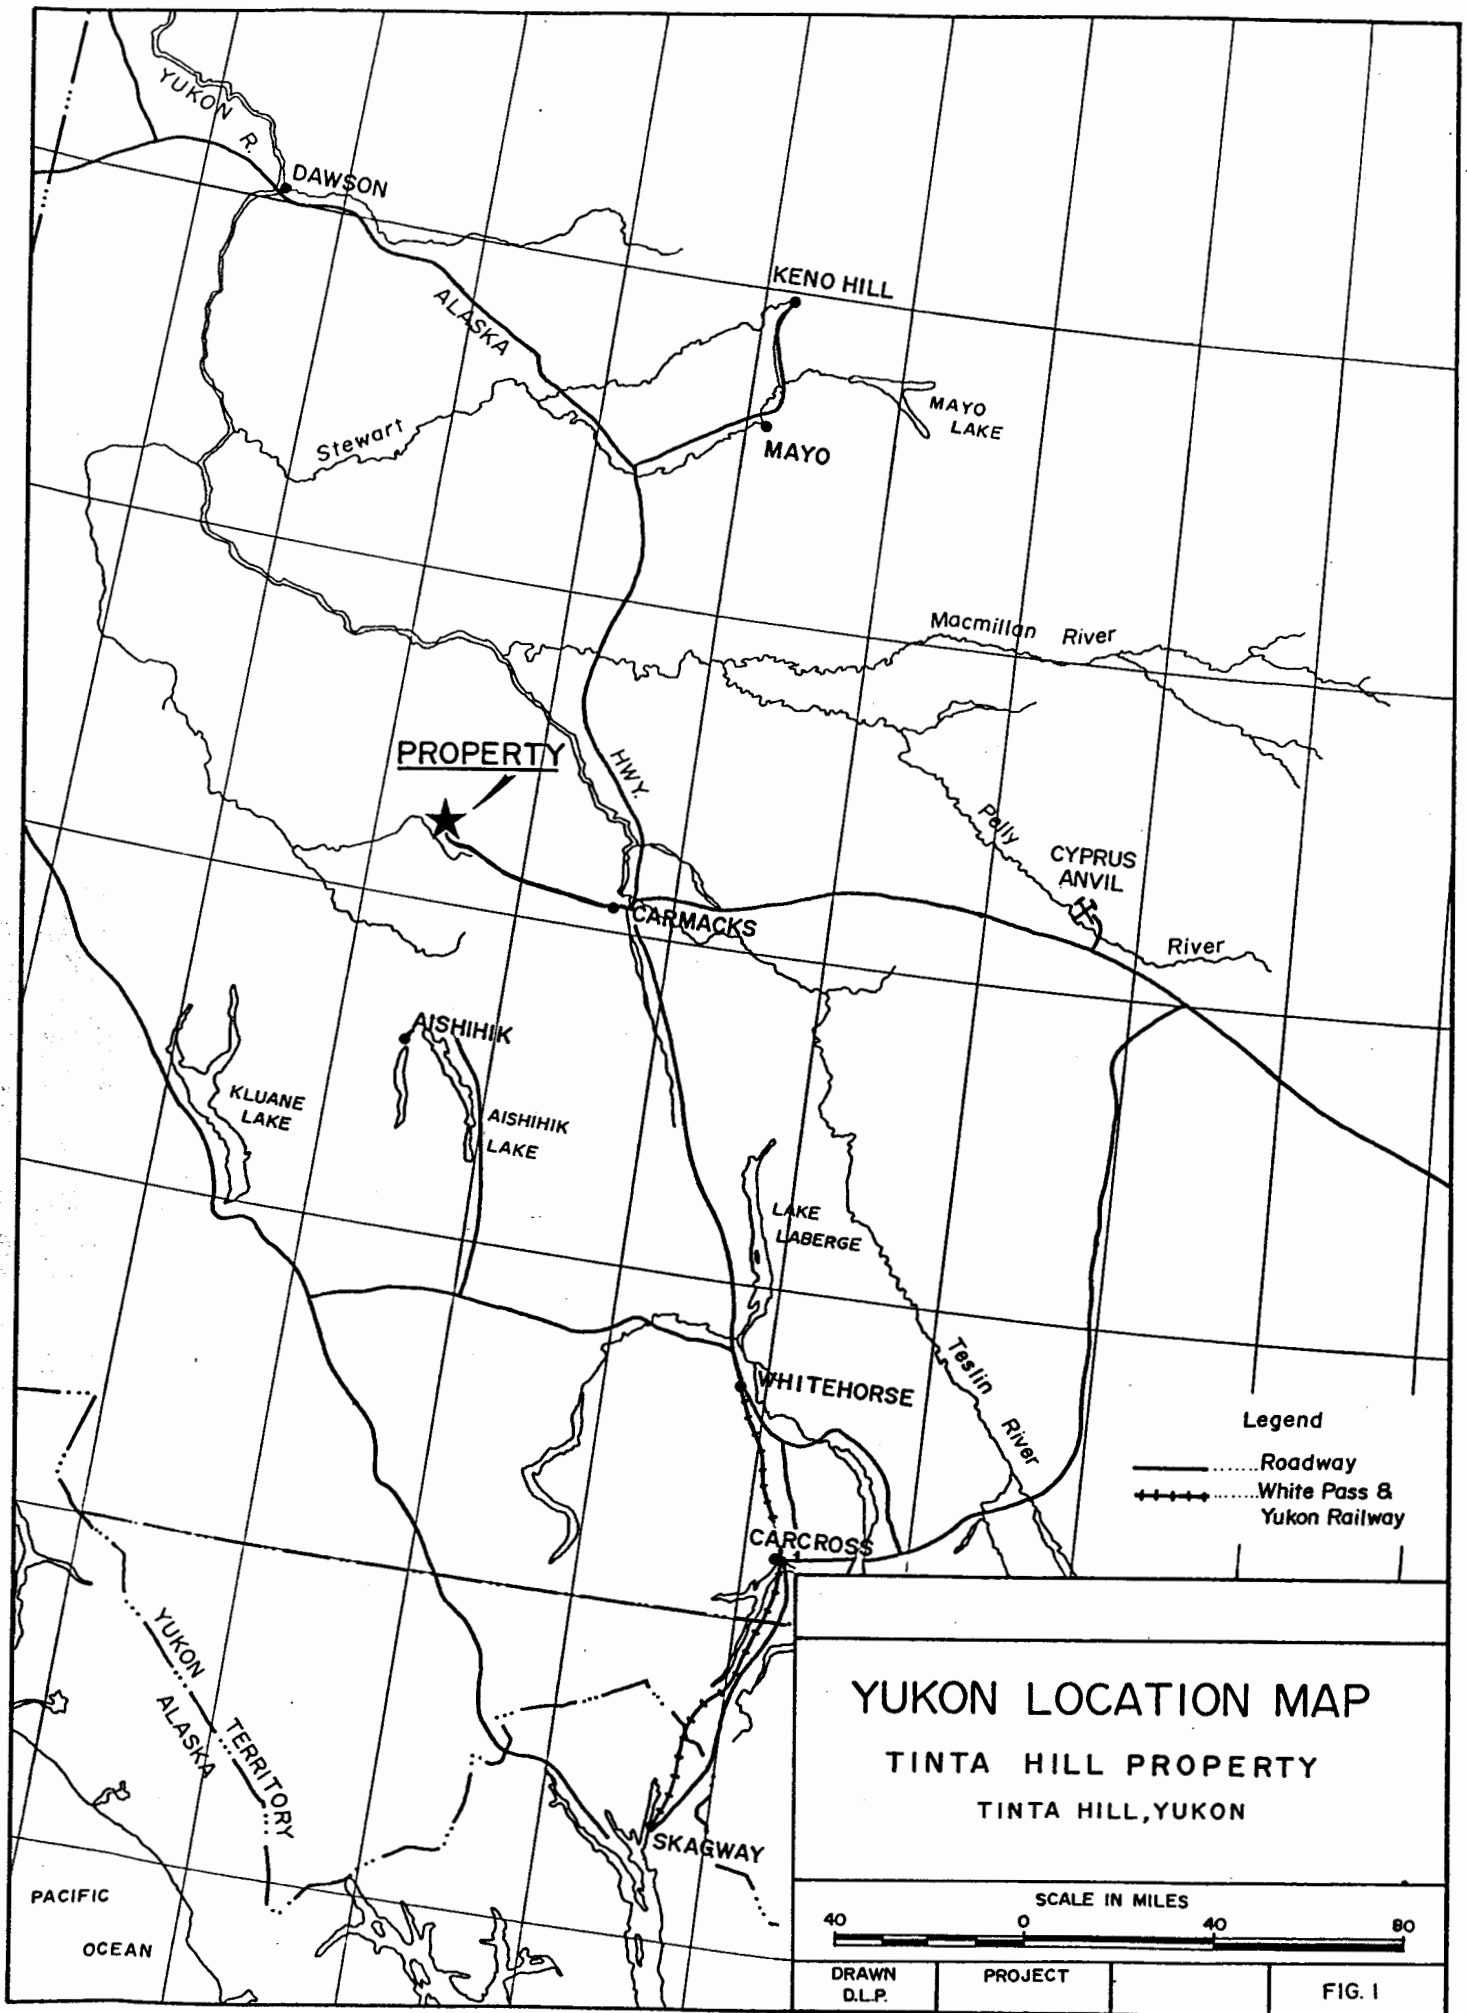 YUKON R.
DAWSON
KENO HILL
ALASKA
MAYO
LAKE
Stewart
MAYO
Macmillan River
PROPERTY
HWY.
Pelly
CYPRUS
ANVIL
CARMACKS
River
AISHIHIK
KLUANE
LAKE
AISHIHIK
LAKE
LAKE
LABERGE
Teslin
River
WHITEHORSE
Legend
Roadway
White Pass &
Yukon Railway
CARCROSS
YUKON TERRITORY
ALASKA
SKAGWAY
PACIFIC
OCEAN
YUKON LOCATION MAP
TINTA HILL PROPERTY
TINTA HILL, YUKON
SCALE IN MILES
40 0 40 80
DRAWN
D.L.P.
PROJECT
FIG. 1